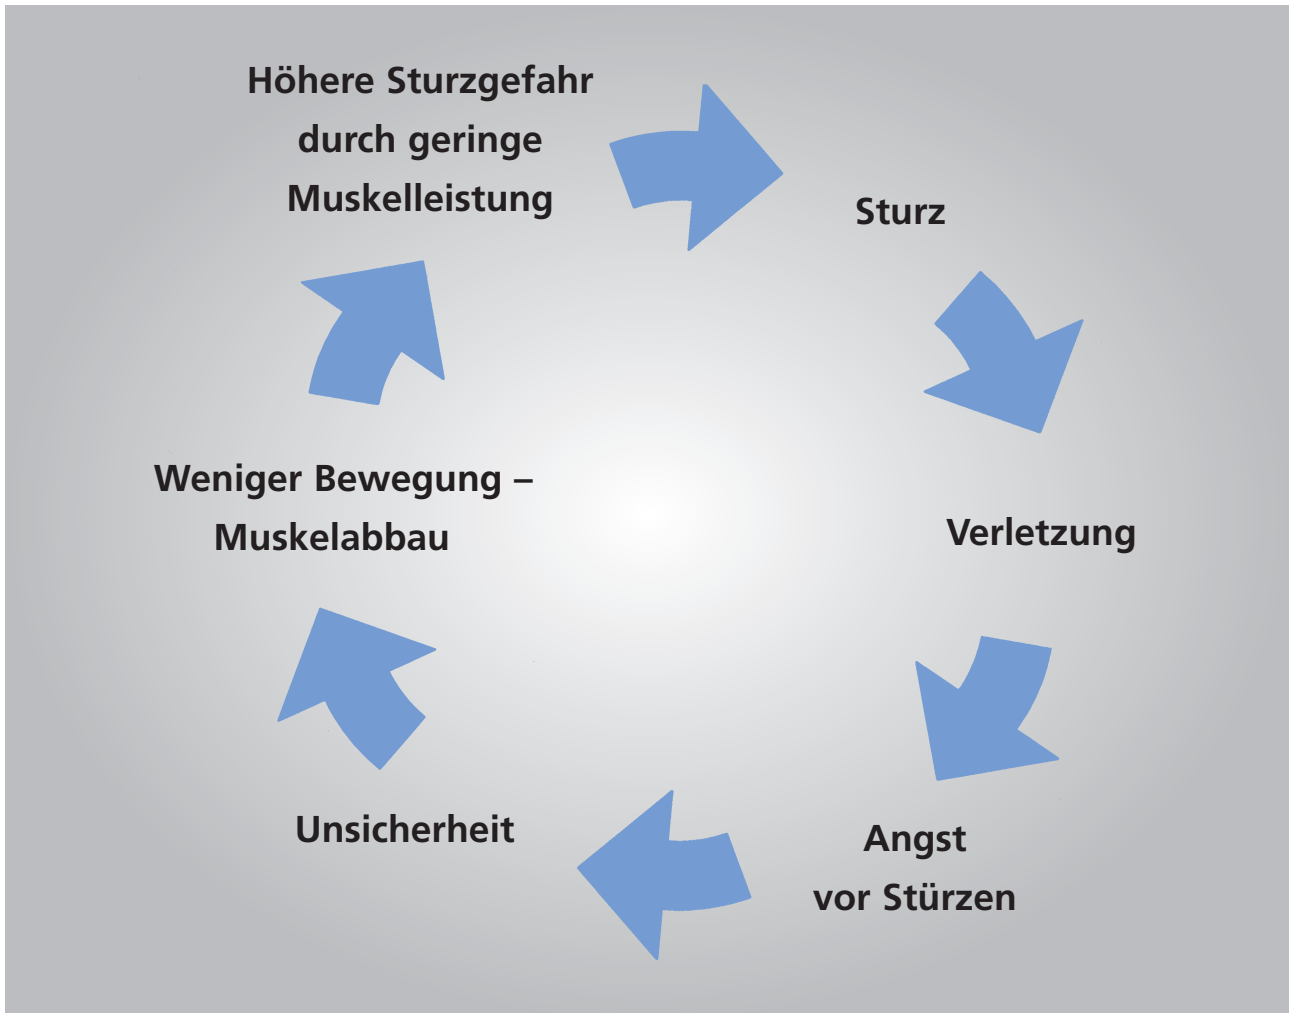 Höhere Sturzgefahr
durch geringe
Muskelleistung
Sturz
Verletzung
Angst
vor Stürzen
Unsicherheit
Weniger Bewegung –
Muskelabbau